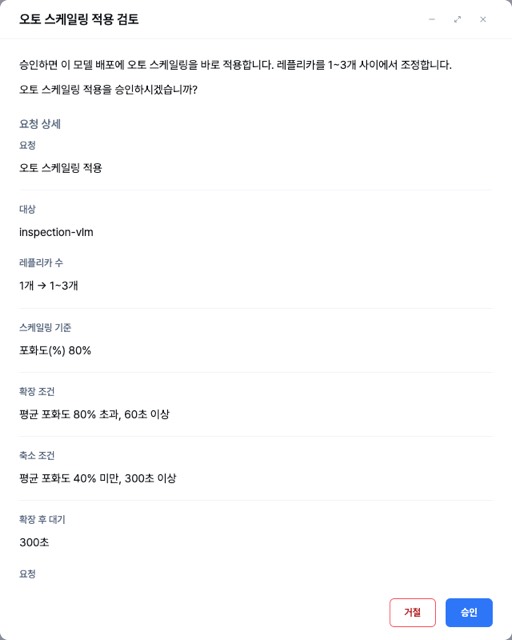 오토 스케일링 적용 검토
승인하면 이 모델 배포에 오토 스케일링을 바로 적용합니다. 레플리카를 1~3개 사이에서 조정합니다.
오토 스케일링 적용을 승인하시겠습니까?
요청 상세
요청
오토 스케일링 적용
대상
inspection-vlm
레플리카 수
1개 → 1~3개
스케일링 기준
포화도(%) 80%
확장 조건
평균 포화도 80% 초과, 60초 이상
축소 조건
평균 포화도 40% 미만, 300초 이상
확장 후 대기
300초
요청
거절
승인